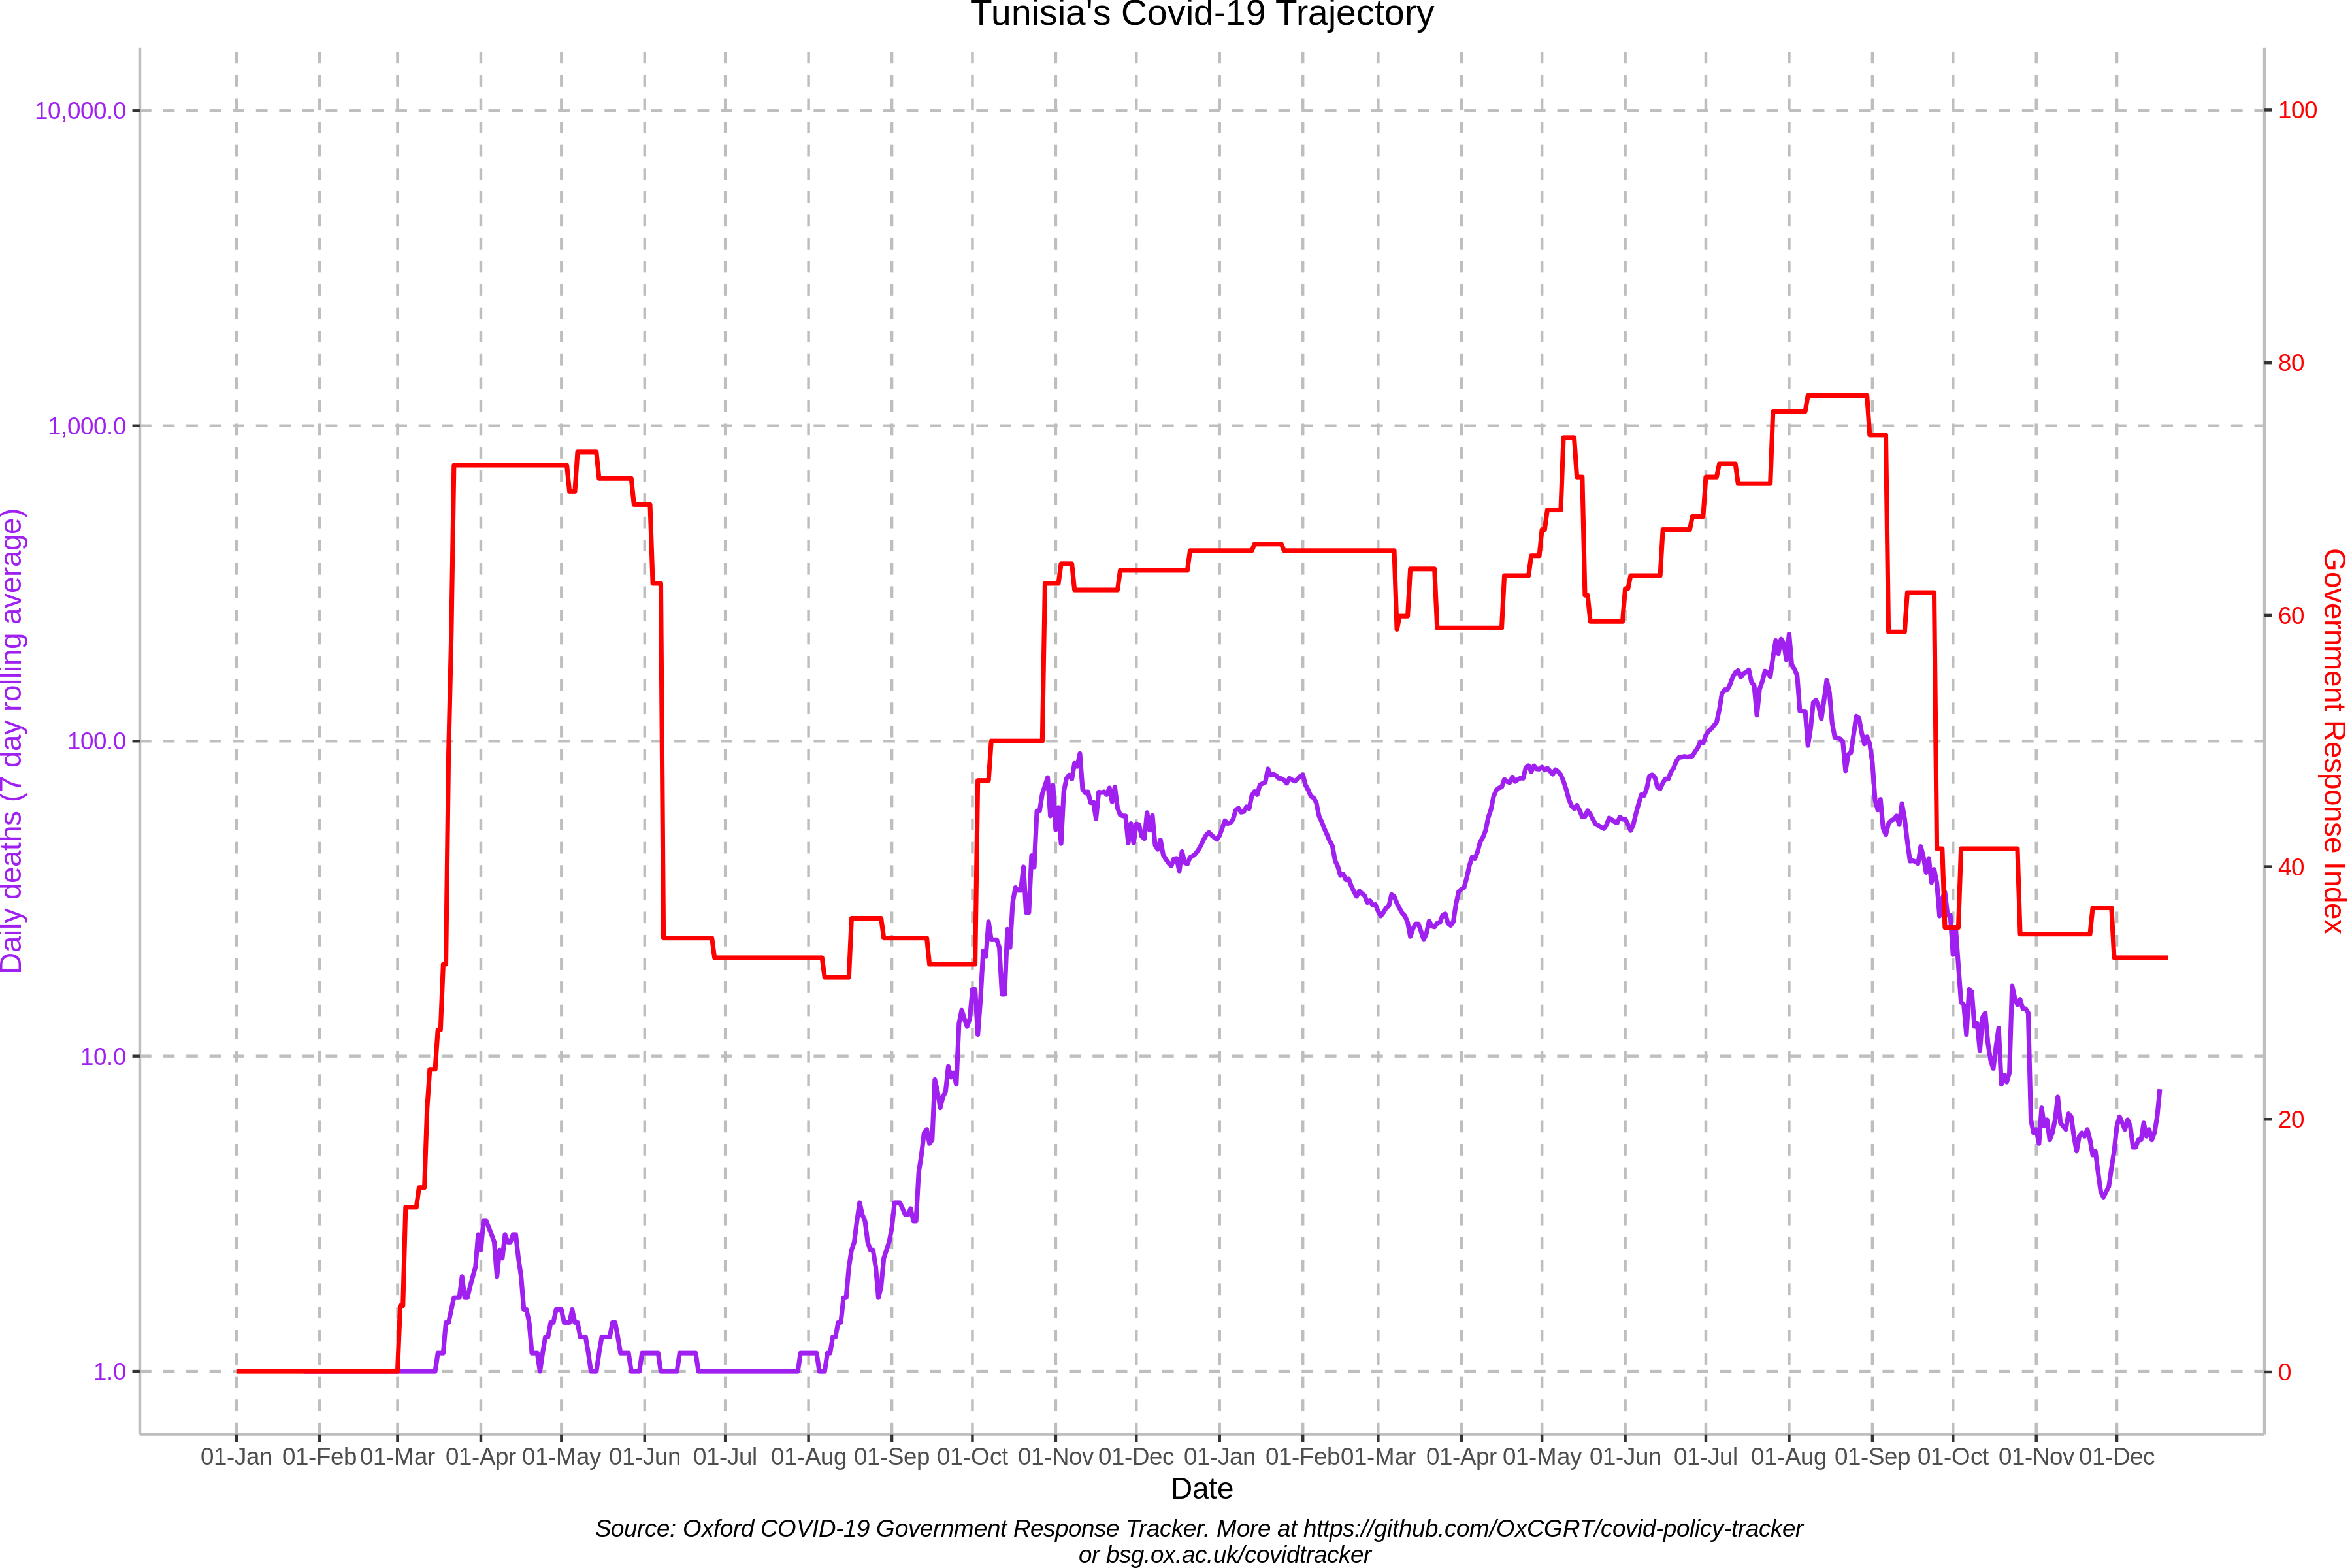 Tunisia's Covid-19 Trajectory
10,000.0
1,000.0
100.0
10.0
1.0
Daily deaths (7 day rolling average)
100
80
60
40
20
0
Government Response Index
01-Jan 01-Feb 01-Mar 01-Apr 01-May 01-Jun 01-Jul 01-Aug 01-Sep 01-Oct 01-Nov 01-Dec 01-Jan 01-Feb 01-Mar 01-Apr 01-May 01-Jun 01-Jul 01-Aug 01-Sep 01-Oct 01-Nov 01-Dec
Date
Source: Oxford COVID-19 Government Response Tracker. More at https://github.com/OxCGRT/covid-policy-tracker
or bsg.ox.ac.uk/covidtracker